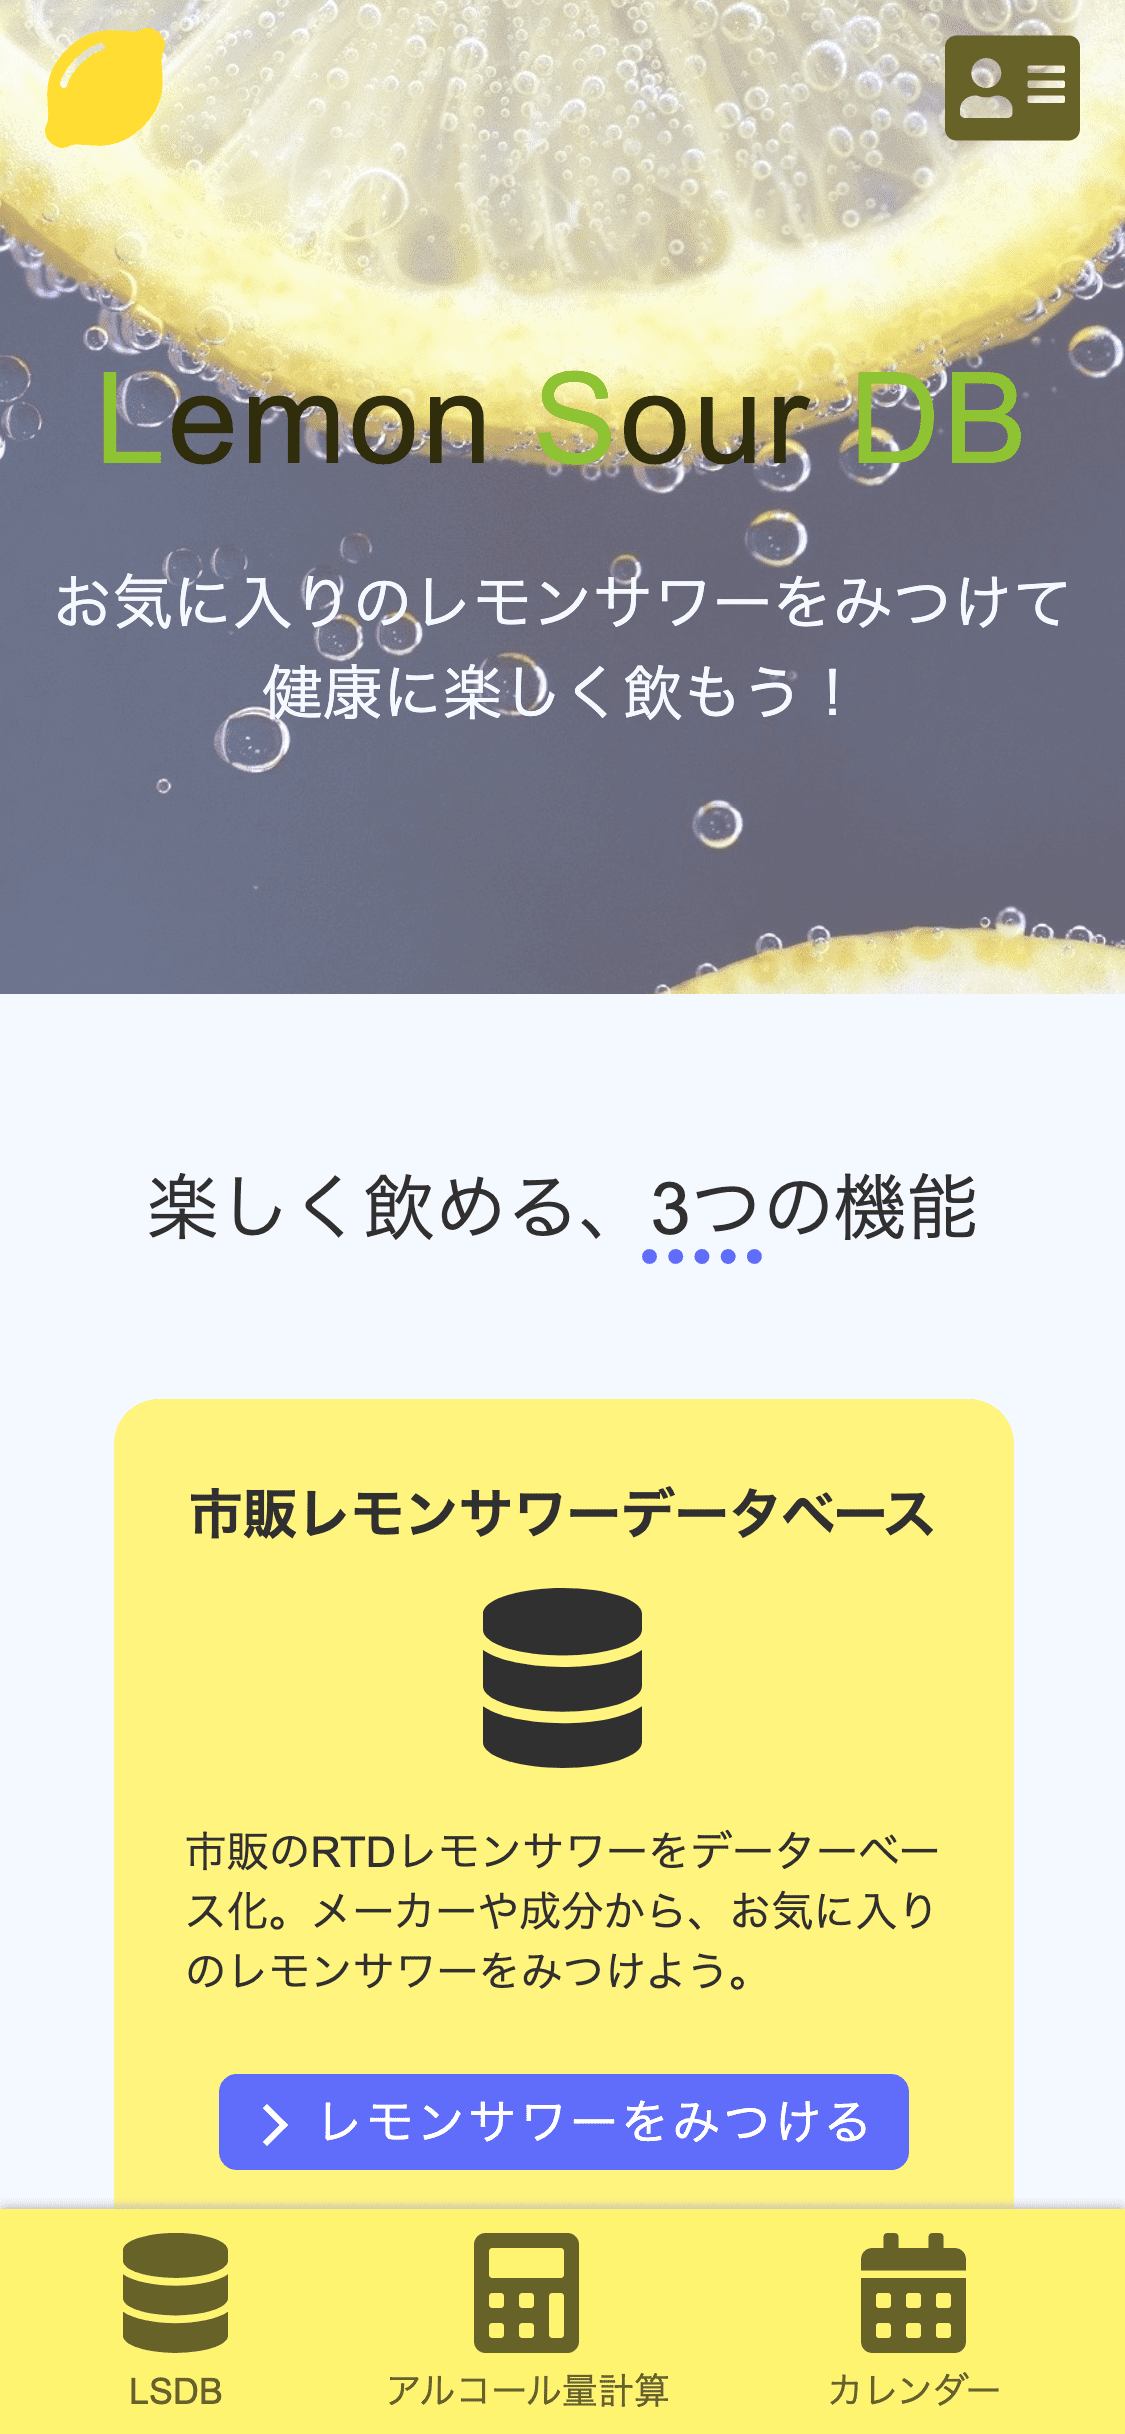 Lemon Sour DB
お気に入りのレモンサワーをみつけて
健康に楽しく飲もう！
楽しく飲める、3つの機能
市販レモンサワーデータベース
市販のRTDレモンサワーをデーターベー
ス化。メーカーや成分から、お気に入り
のレモンサワーをみつけよう。
レモンサワーをみつける
LSDB
アルコール量計算
カレンダー